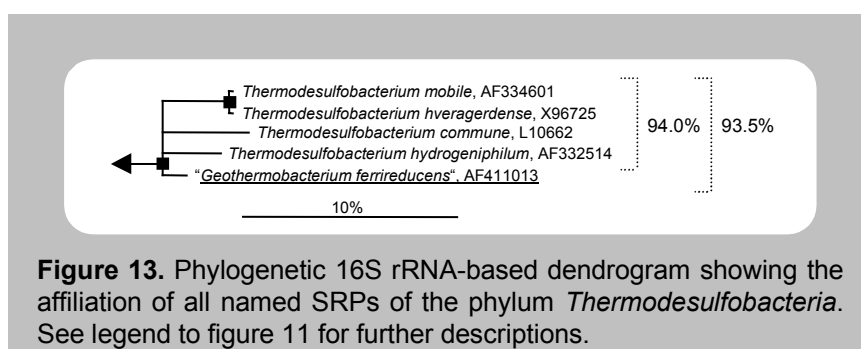 Thermodesulfobacterium mobile, AF334601
Thermodesulfobacterium hveragerdense, X96725
Thermodesulfobacterium commune, L10662
Thermodesulfobacterium hydrogeniphilum, AF332514
“Geothermobacterium ferrireducens“, AF411013
94.0%
93.5%
10%
Figure 13. Phylogenetic 16S rRNA-based dendrogram showing the
affiliation of all named SRPs of the phylum Thermodesulfobacteria.
See legend to figure 11 for further descriptions.